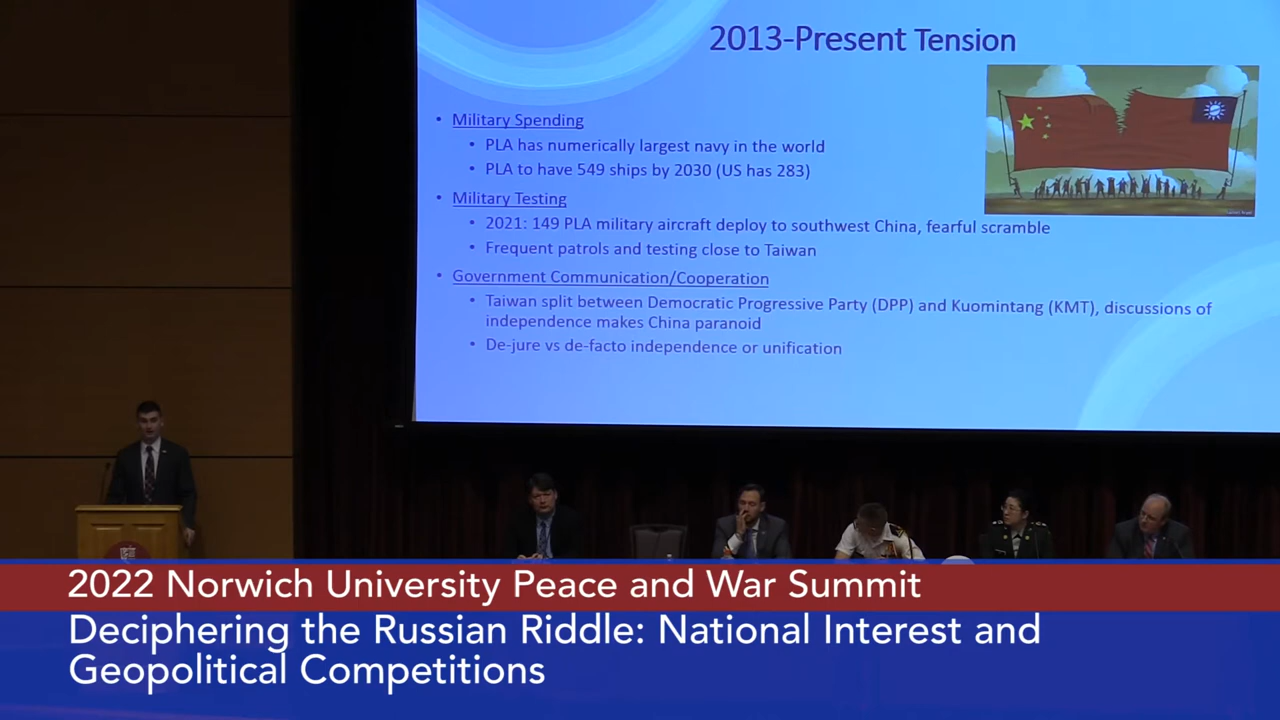 2013-Present Tension
• Military Spending
• PLA has numerically largest navy in the world
• PLA to have 549 ships by 2030 (US has 283)
• Military Testing
• 2021: 149 PLA military aircraft deploy to southwest China, fearful scramble
• Frequent patrols and testing close to Taiwan
• Government Communication/Cooperation
• Taiwan split between Democratic Progressive Party (DPP) and Kuomintang (KMT), discussions of
independence makes China paranoid
• De-jure vs de-facto independence or unification
2022 Norwich University Peace and War Summit
Deciphering the Russian Riddle: National Interest and
Geopolitical Competitions